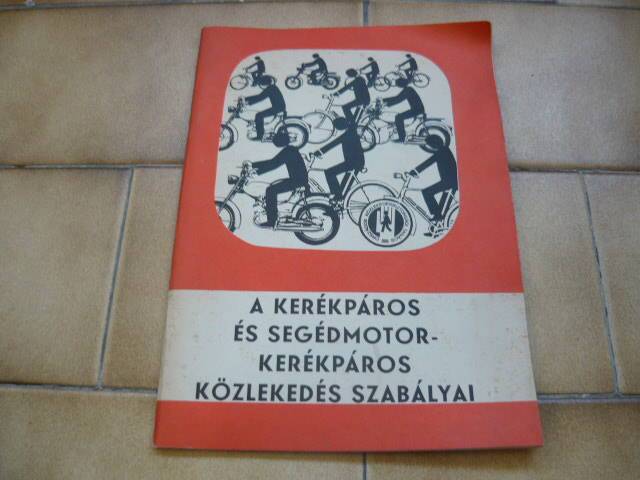 A KERÉKPÁROS
ÉS SEGÉDMOTOR-
KERÉKPÁROS
KÖZLEKEDÉS SZABÁLYAI